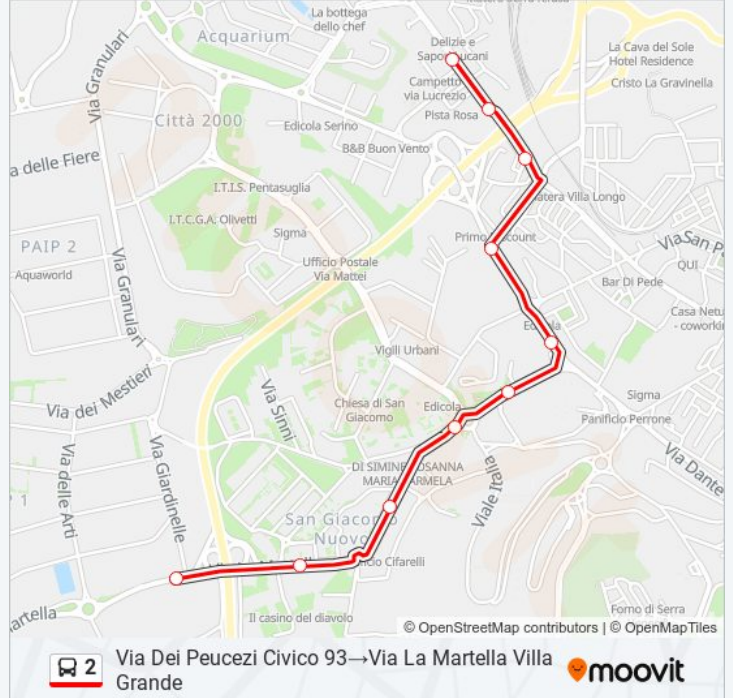 La bottega
dello chef
Acquarium
Delizie e
Sapori Lucani
La Cava del Sole
Hotel Residence
Campetto
via Lucrezio
Cristo La Gravinella
Via Granulari
Pista Rosa
Città 2000
Edicola Serino
B&B Buon Vento
a delle Fiere
I.T.I.S. Pentasuglia
Matera Villa Longo
I.T.C.G.A. Olivetti
Sigma
Primo Discount
Via San P
PAIP 2
Ufficio Postale
Via Mattei
QUI
Aquaworld
Bar Di Pede
Via Granulari
Casa Netu
- coworkin
Edicola
Vigili Urbani
Via dei Mestieri
Via Sinni
Chiesa di San
Giacomo
Edicola
Sigma
Panificio Perrone
Via delle Arti
Via Giardinelle
DI SIMINE ROSANNA
MARIA CARMELA
Viale Italia
Via Dante
1
San Giacomo
Nuovo
cio Cifarelli
Il casino del diavolo
Forno di Serra
artella
© OpenStreetMap contributors | © OpenMapTiles
2
Via Dei Peucezi Civico 93→Via La Martella Villa
Grande
moovit